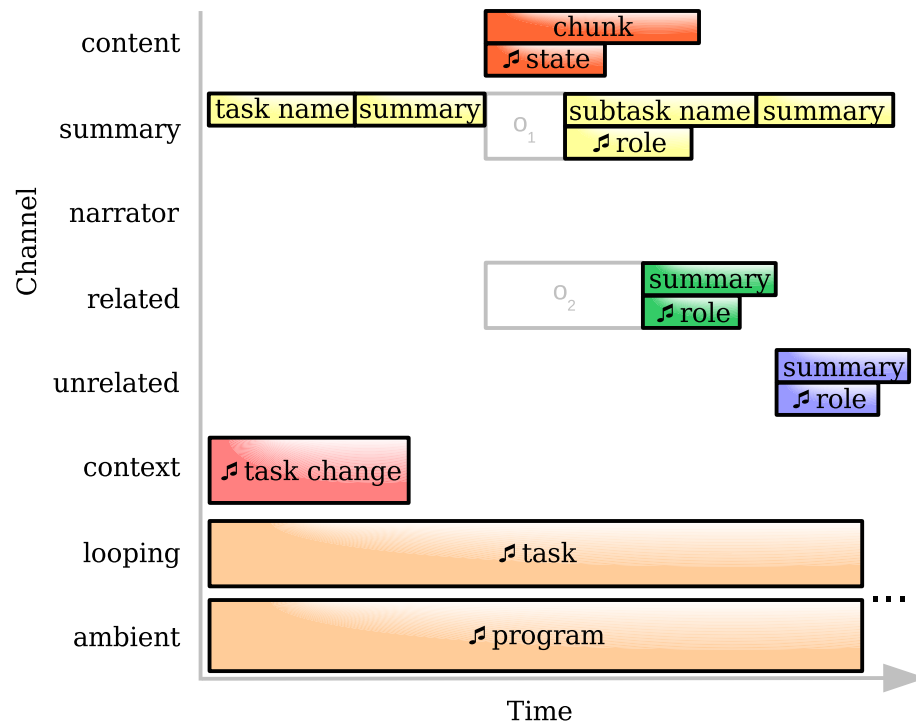 content
chunk
♫ state
summary
task name
summary
o1
subtask name
summary
♫ role
Channel
narrator
related
o2
summary
♫ role
unrelated
summary
♫ role
context
♫ task change
looping
♫ task
...
ambient
♫ program
Time